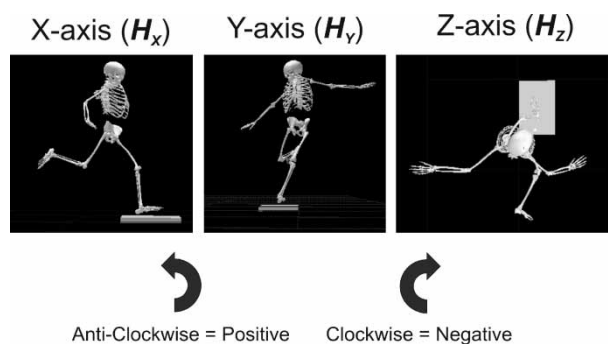 X-axis (Hx) Y-axis (HY) Z-axis (Hz)
Anti-Clockwise = Positive Clockwise = Negative